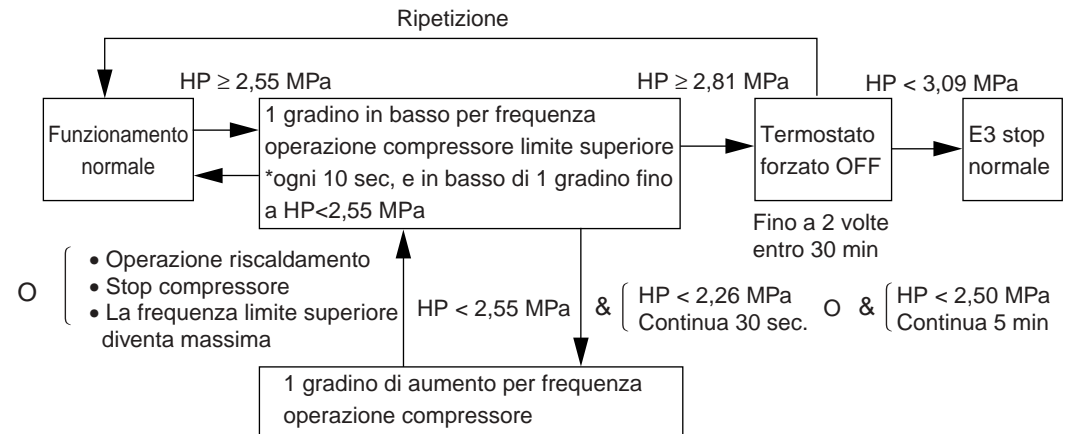 Ripetizione
HP ≥ 2,55 MPa
HP ≥ 2,81 MPa
HP < 3,09 MPa
Funzionamento
normale
1 gradino in basso per frequenza
operazione compressore limite superiore
*ogni 10 sec, e in basso di 1 gradino fino
a HP<2,55 MPa
Termostato
forzato OFF
E3 stop
normale
Fino a 2 volte
entro 30 min
O
• Operazione riscaldamento
• Stop compressore
• La frequenza limite superiore
diventa massima
HP < 2,55 MPa
& HP < 2,26 MPa
Continua 30 sec.
O
& HP < 2,50 MPa
Continua 5 min
1 gradino di aumento per frequenza
operazione compressore